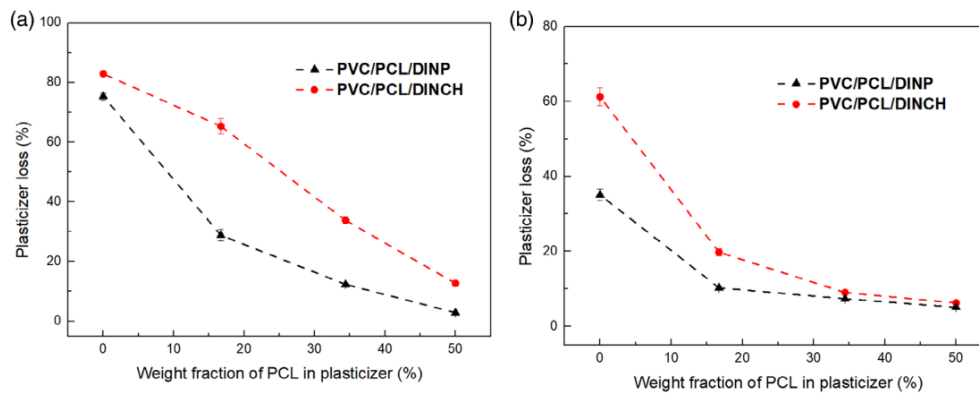 (a)
100
80
60
40
20
0
Plasticizer loss (%)
PVC/PCL/DINP
PVC/PCL/DINCH
0 10 20 30 40 50
Weight fraction of PCL in plasticizer (%)
(b)
80
60
40
20
0
Plasticizer loss (%)
PVC/PCL/DINP
PVC/PCL/DINCH
0 10 20 30 40 50
Weight fraction of PCL in plasticizer (%)